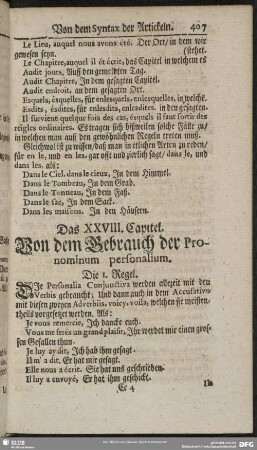 Von dem Syntax der Artickeln. 407
Le Lieu, auquel nous avons été. Der Ort/ in dem wir
gewesen seyn. (stehet.
Le Chapitre, auquel il ét écris, das Capitel in welchem es
Audit jours. Auff den gemeldten Tag.
Audit Chapitre. In dem gesagten Capitel.
Audit endroit, an dem gesagten Ort.
Esquels, ésquelles, für enlesquels, enlesquelles, in welche.
Esdits, ésdites, für enlesdits, enlesdites. in den gesagten.
Il survient quelque fois des cas, ésquels il faut sortir des
reigles ordinaires. Es tragen sich bißweilen solche Fälle zu/
in welchen man auß den gewöhnlichen Regeln treten muß.
Gleichwol ist zu wissen/ daß man in etlichen Arten zu reden/
für en le, und en les, gar offt und zierlich sagt/ dans le, und
dans les. als:
Dans le Ciel, dans le cieux, In dem Himmel.
Dans le Tombeau, In dem Grab.
Dans le Tonneau, In dem Faß.
Dans le sac, In dem Sack.
Dans les maisons. In den Häusern.
Das XXVIII. Capitel.
Von dem Gebrauch der Pro-
nominum personalium.
Die 1. Regel.
DIe Personalia Conjunctiva werden allezeit mit den
Verbis gebraucht; Und dann auch in dem Accusativo
mit diesen zweyen Adverbiis, voicy, voila, welchen sie meisten-
theils vorgesetzt werden. Als:
Je vous remercie, Ich dancke euch.
Vous me ferés un grand plaisir, Ihr werdet mir einen gros-
sen Gefallen thun.
Je luy ay dit, Ich hab ihm gesagt.
Il m' a dit, Er hat mir gesagt.
Elle nous a écrit. Sie hat uns geschrieben.
Il luy a envoyé, Er hat ihm geschickt.
Cc 4
SLUB